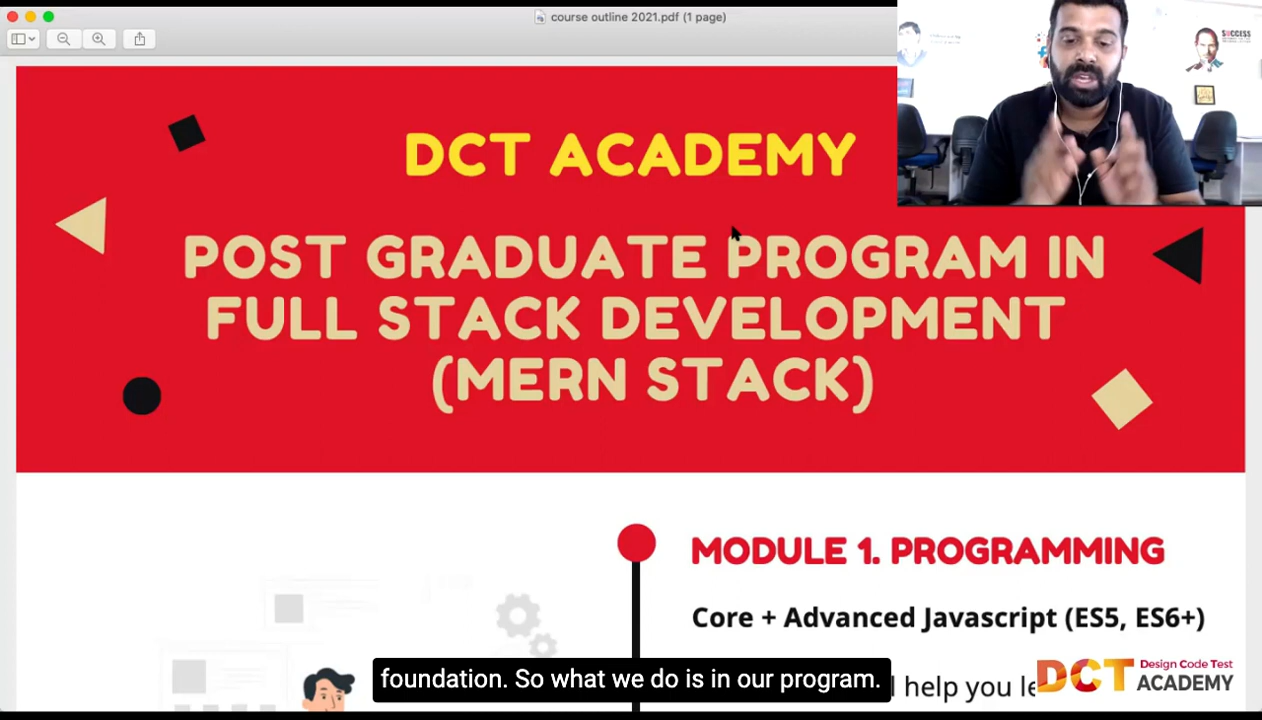 course outline 2021.pdf (1 page)
SUCCESS
DCT ACADEMY
POST GRADUATE PROGRAM IN
FULL STACK DEVELOPMENT
(MERN STACK)
MODULE 1. PROGRAMMING
Core + Advanced Javascript (ES5, ES6+)
help you
foundation. So what we do is in our program.
DCT Design Code Test
ACADEMY